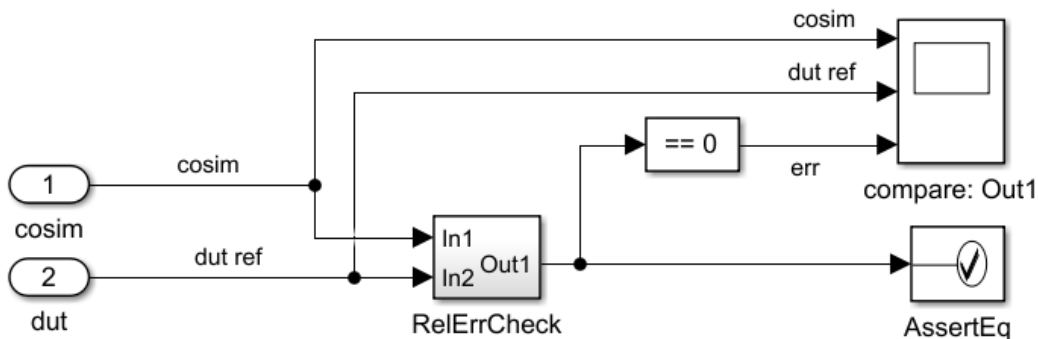 cosim
dut ref
== 0
err
compare: Out1
cosim
1
cosim
dut ref
2
dut
In1
In2
Out1
RelErrCheck
AssertEq